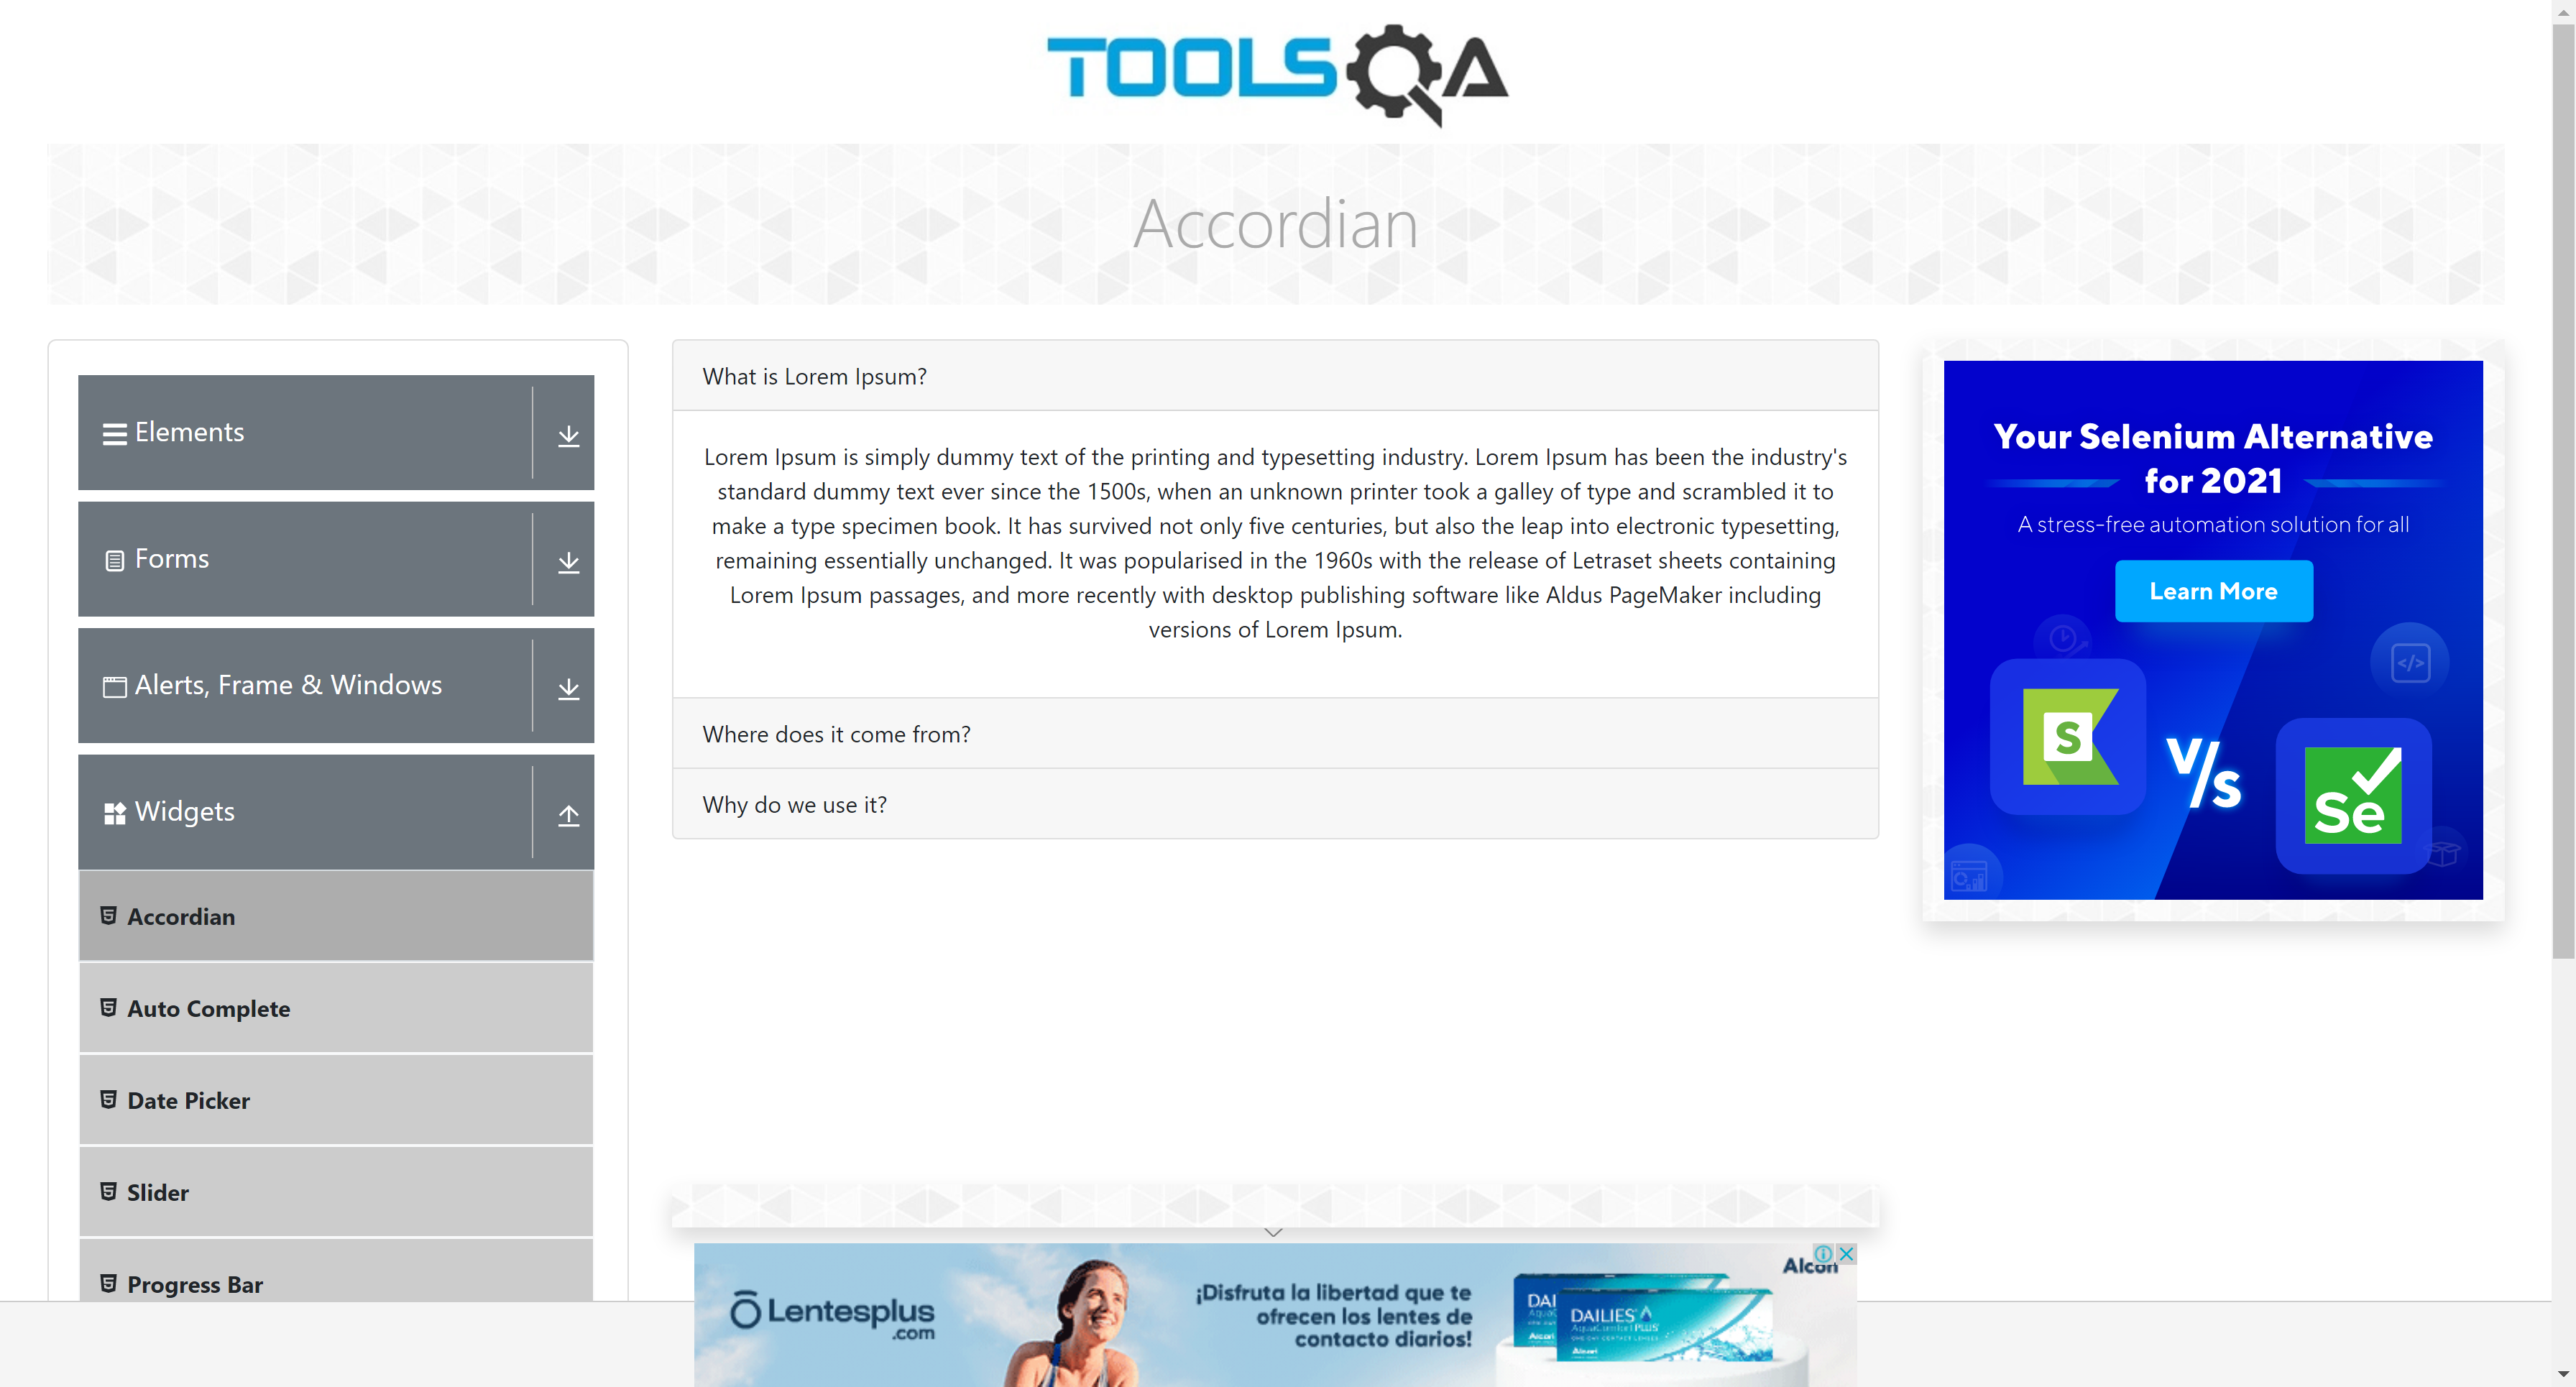 TOOLSQA
Accordian
Elements
Forms
Alerts, Frame & Windows
Widgets
Accordian
Auto Complete
Date Picker
Slider
Progress Bar
What is Lorem Ipsum?
Lorem Ipsum is simply dummy text of the printing and typesetting industry. Lorem Ipsum has been the industry's
standard dummy text ever since the 1500s, when an unknown printer took a galley of type and scrambled it to
make a type specimen book. It has survived not only five centuries, but also the leap into electronic typesetting,
remaining essentially unchanged. It was popularised in the 1960s with the release of Letraset sheets containing
Lorem Ipsum passages, and more recently with desktop publishing software like Aldus PageMaker including
versions of Lorem Ipsum.
Where does it come from?
Why do we use it?
Your Selenium Alternative
for 2021
A stress-free automation solution for all
Learn More
S
V/s
Se
Lentesplus
.com
¡Disfruta la libertad que te
ofrecen los lentes de
contacto diarios!
Alcon
DAI
DAILIES
AquaComfort PLUS
Alcon